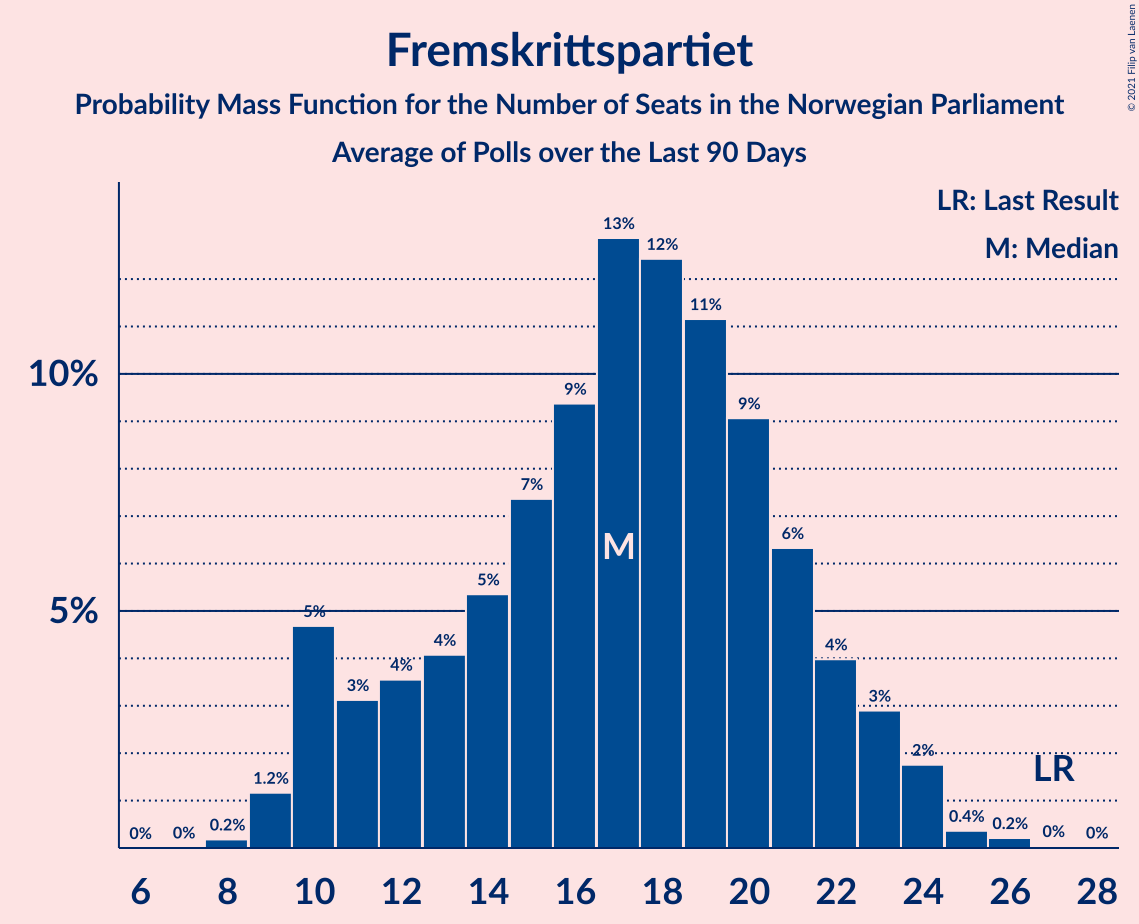 Fremskrittspartiet
Probability Mass Function for the Number of Seats in the Norwegian Parliament
Average of Polls over the Last 90 Days
© 2021 Filip van Laenen
LR: Last Result
M: Median
10%
5%
0%
0%
0.2%
1.2%
5%
3%
4%
4%
5%
7%
9%
13%
12%
11%
9%
6%
4%
3%
2%
0.4%
0.2%
0%
0%
M
LR
6 8 10 12 14 16 18 20 22 24 26 28